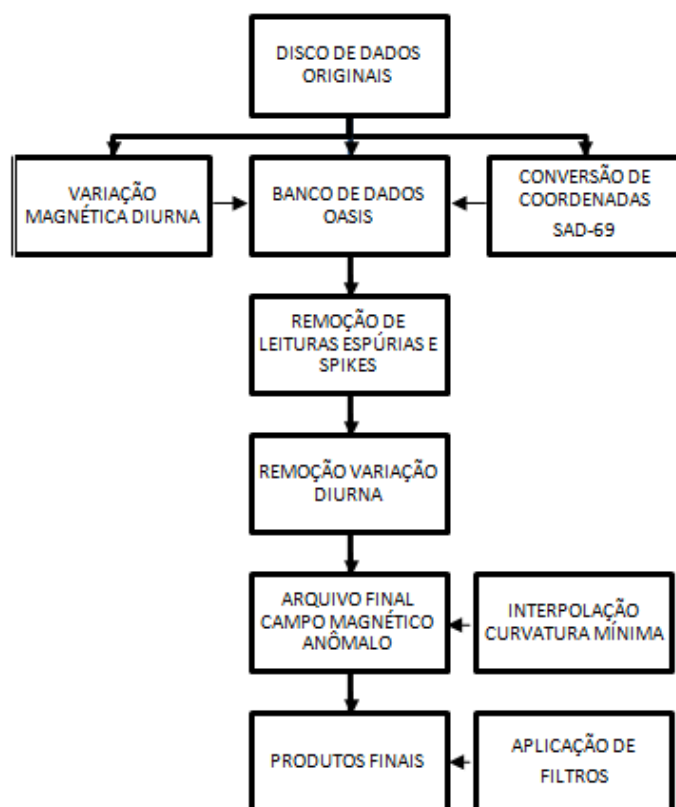 DISCO DE DADOS
ORIGINAIS
VARIAÇÃO
MAGNÉTICA DIURNA
BANCO DE DADOS
OASIS
CONVERSÃO DE
COORDENADAS
SAD-69
REMOÇÃO DE
LEITURAS ESPÚRIAS E
SPIKES
REMOÇÃO VARIAÇÃO
DIURNA
ARQUIVO FINAL
CAMPO MAGNÉTICO
ANÔMALO
INTERPOLAÇÃO
CURVATURA MÍNIMA
PRODUTOS FINAIS
APLICAÇÃO DE
FILTROS